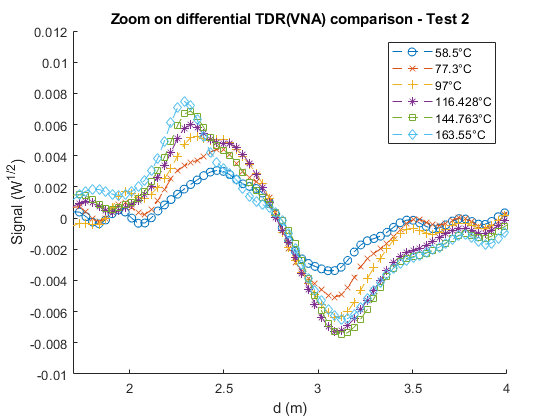 Zoom on differential TDR(VNA) comparison - Test 2
0.012
0.01
0.008
0.006
0.004
0.002
0
-0.002
-0.004
-0.006
-0.008
-0.01
Signal (W^1/2)
58.5°C
77.3°C
97°C
116.428°C
144.763°C
163.55°C
2 2.5 3 3.5 4
d (m)